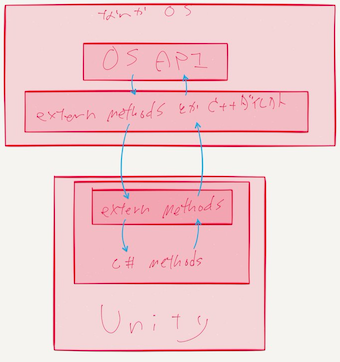 なんか OS
OS API
extern methods とか C++ダイレクト
extern methods
C# methods
Unity